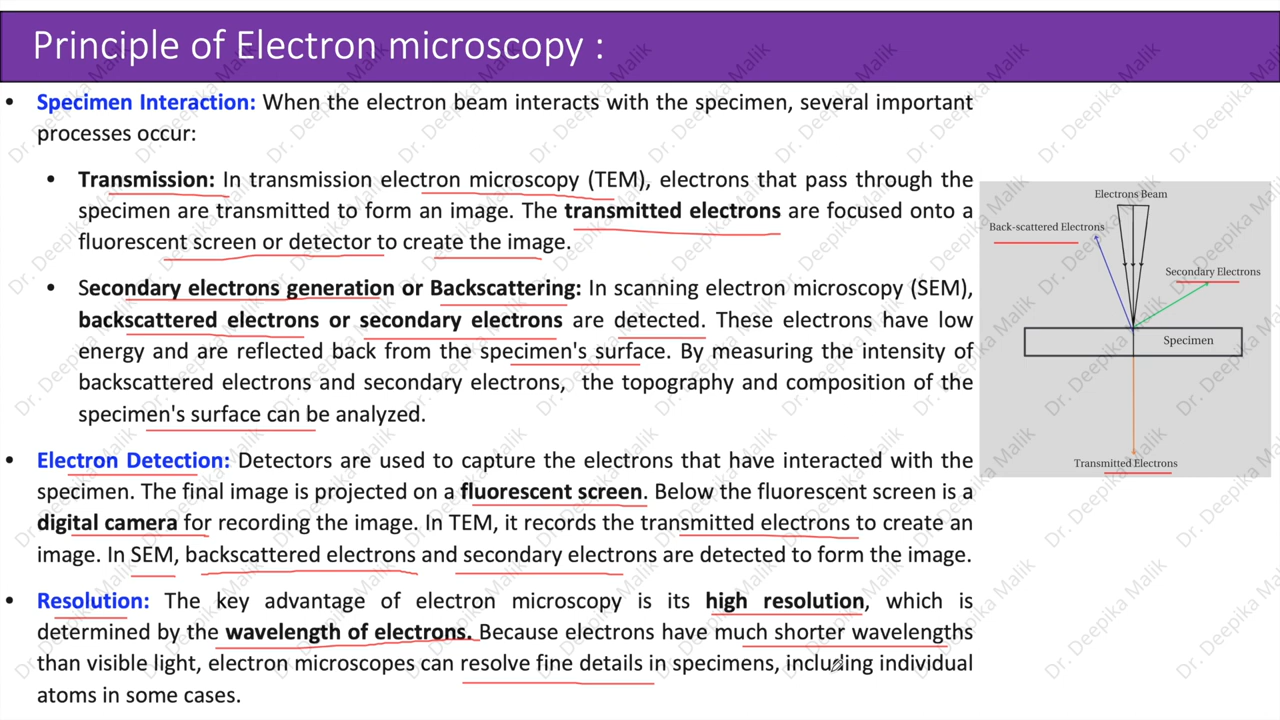 Principle of Electron microscopy :
• Specimen Interaction: When the electron beam interacts with the specimen, several important
processes occur:
• Transmission: In transmission electron microscopy (TEM), electrons that pass through the
specimen are transmitted to form an image. The transmitted electrons are focused onto a
fluorescent screen or detector to create the image.
• Secondary electrons generation or Backscattering: In scanning electron microscopy (SEM),
backscattered electrons or secondary electrons are detected. These electrons have low
energy and are reflected back from the specimen's surface. By measuring the intensity of
backscattered electrons and secondary electrons, the topography and composition of the
specimen's surface can be analyzed.
• Electron Detection: Detectors are used to capture the electrons that have interacted with the
specimen. The final image is projected on a fluorescent screen. Below the fluorescent screen is a
digital camera for recording the image. In TEM, it records the transmitted electrons to create an
image. In SEM, backscattered electrons and secondary electrons are detected to form the image.
• Resolution: The key advantage of electron microscopy is its high resolution, which is
determined by the wavelength of electrons. Because electrons have much shorter wavelengths
than visible light, electron microscopes can resolve fine details in specimens, including individual
atoms in some cases.
Electrons Beam
Back-scattered Electrons
Secondary Electrons
Specimen
Transmitted Electrons
Dr. Deepika Malik